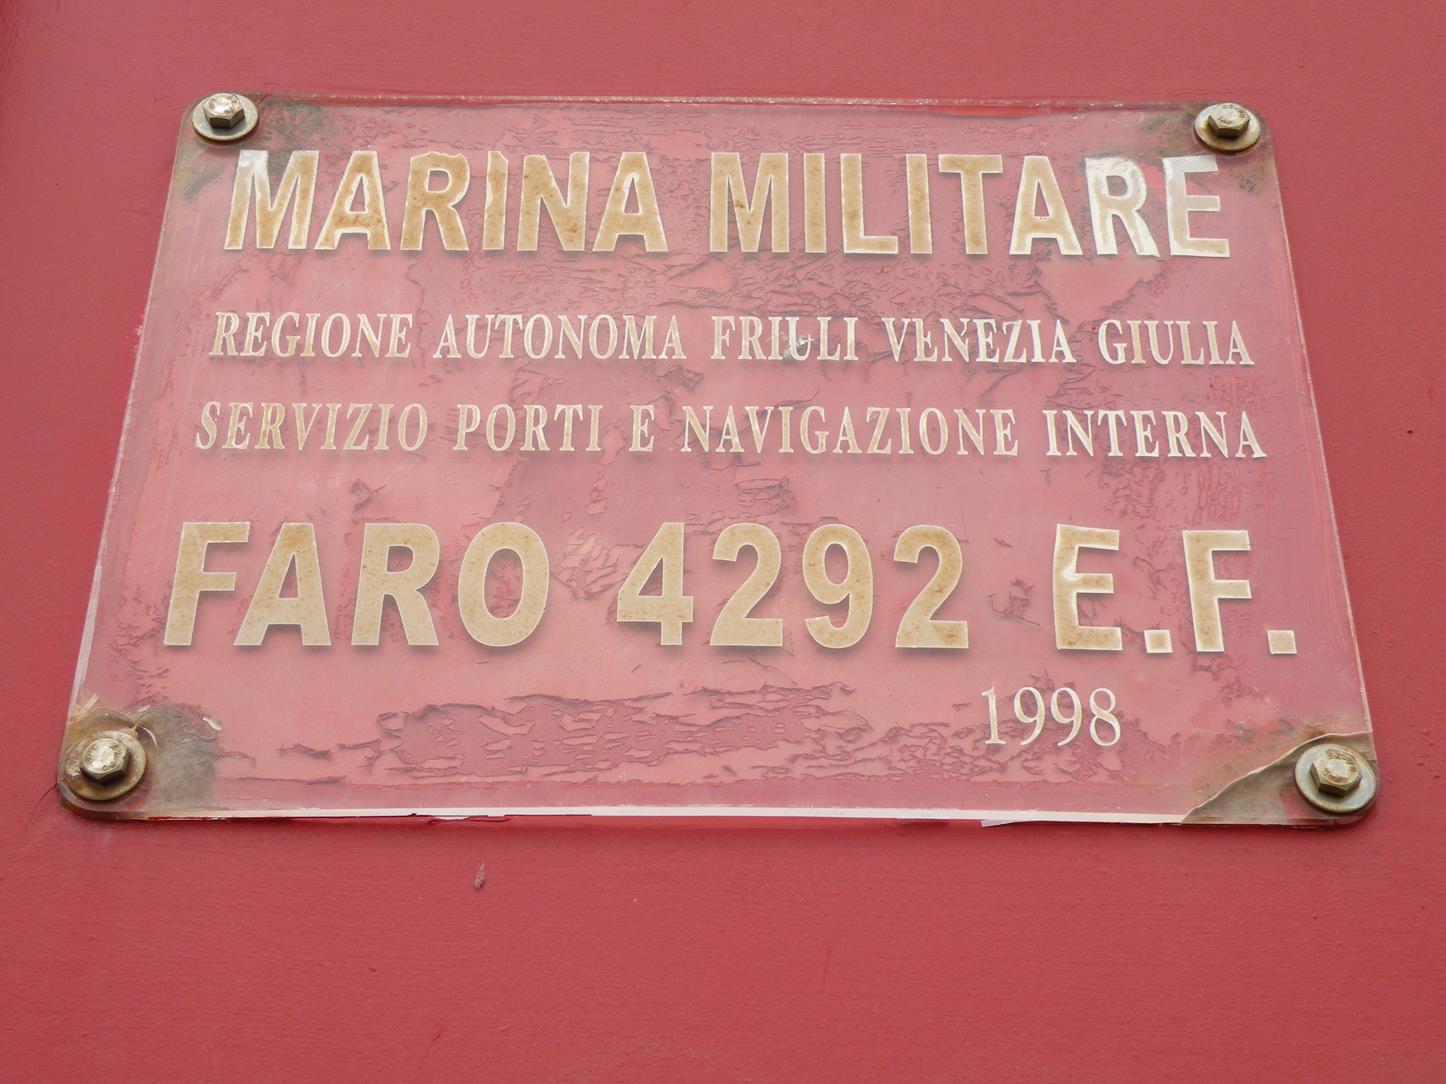 MARINA MILITARE
REGIONE AUTONOMA FRIULI VENEZIA GIULIA
SERVIZIO PORTI E NAVIGAZIONE INTERNA
FARO 4292 E.F.
1998